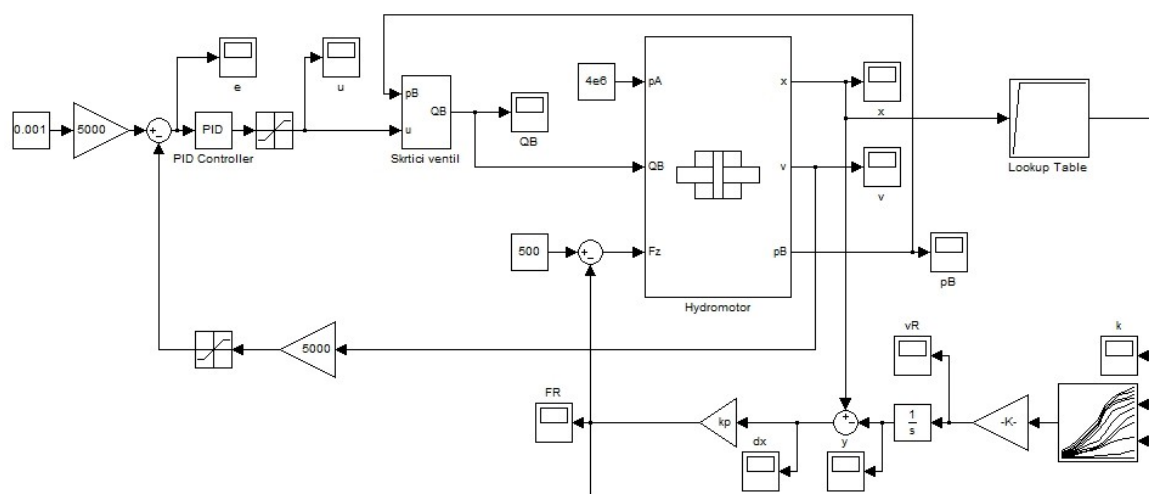 e
u
0.001
5000
+
-
PID
PID Controller
pB
u
QB
Skrtici ventil
QB
4e6
pA
QB
Fz
x
v
pB
Hydromotor
x
v
pB
Lookup Table
500
+
-
5000
FR
kp
dx
+
-
y
1
s
vR
-K-
k